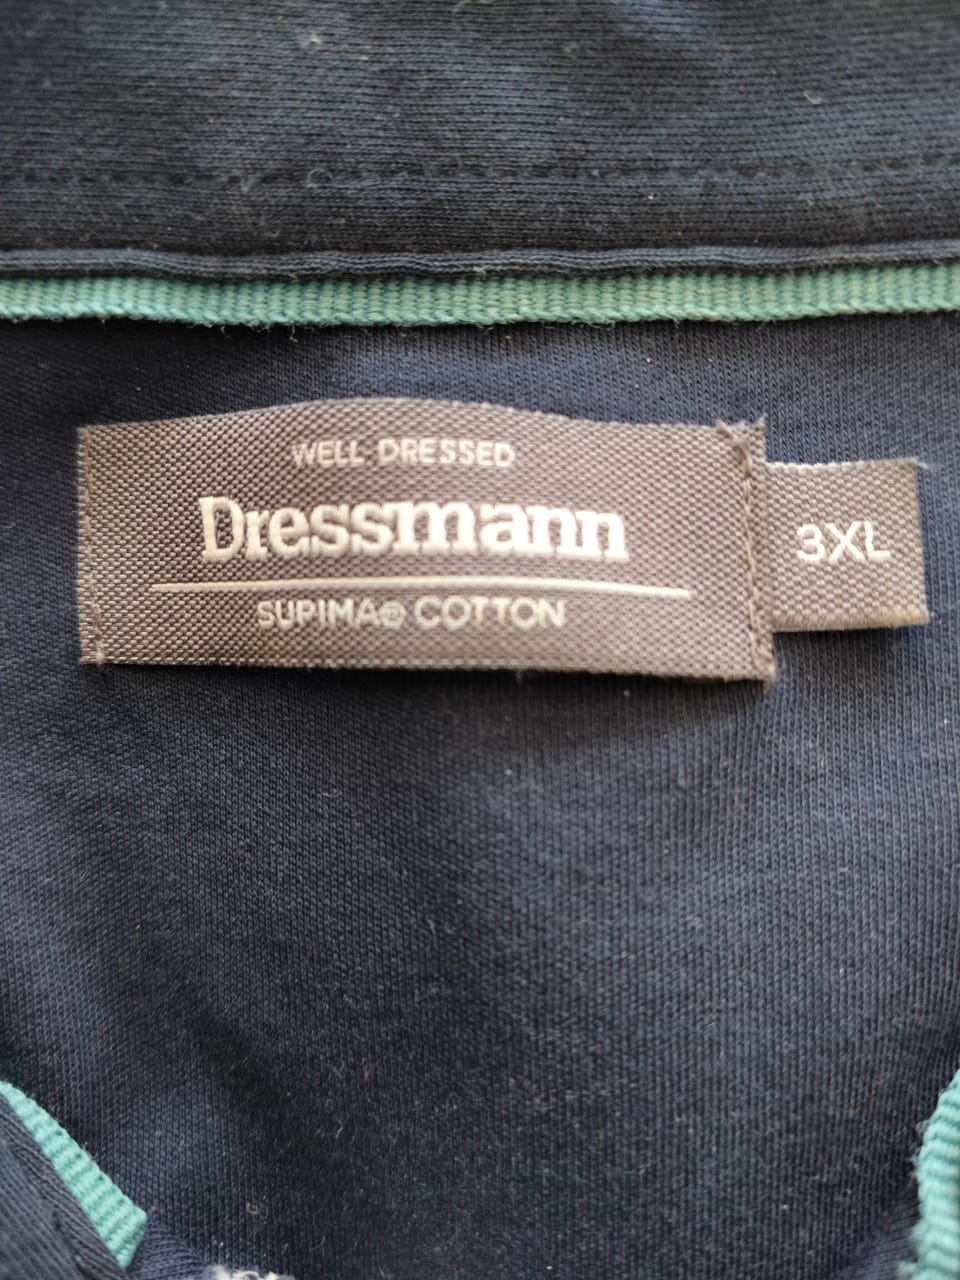 WELL DRESSED
Dressmann
SUPIMA® COTTON
3XL